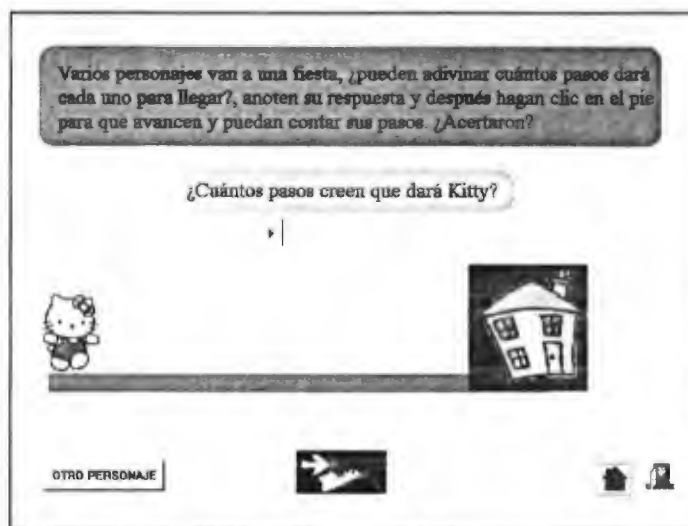 Varios personajes van a una fiesta, ¿pueden adivinar cuántos pasos dará
cada uno para llegar?, anoten su respuesta y después hagan clic en el pie
para que avancen y puedan contar sus pasos. ¿Acertaron?
¿Cuántos pasos creen que dará Kitty?
OTRO PERSONAJE